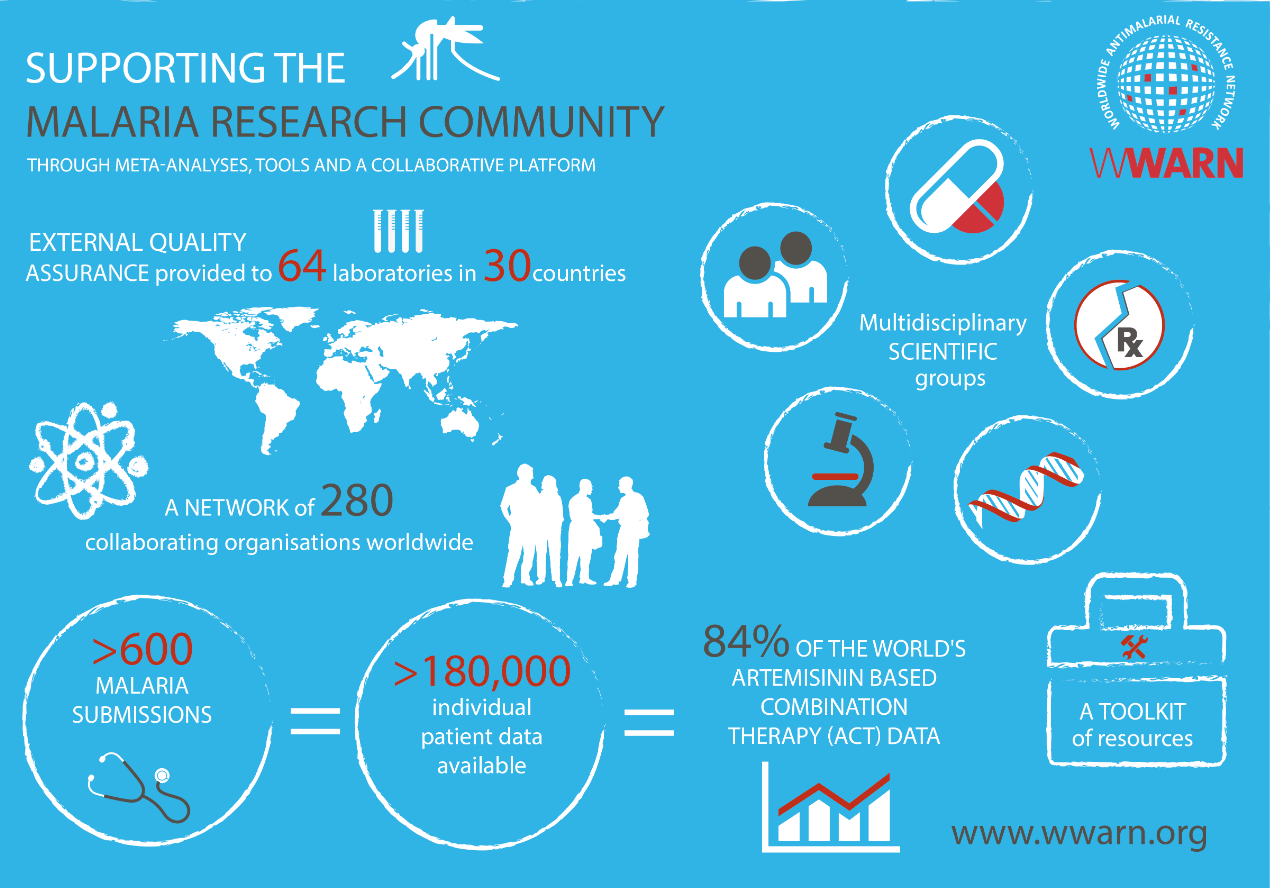 SUPPORTING THE
MALARIA RESEARCH COMMUNITY
THROUGH META-ANALYSES, TOOLS AND A COLLABORATIVE PLATFORM
WORLDWIDE ANTIMALARIAL RESISTANCE NETWORK
WWARN
EXTERNAL QUALITY
ASSURANCE provided to 64 laboratories in 30 countries
Multidisciplinary
SCIENTIFIC
groups
Rx
A NETWORK of 280
collaborating organisations worldwide
>600
MALARIA
SUBMISSIONS
=
>180,000
individual
patient data
available
=
84% OF THE WORLD'S
ARTEMISININ BASED
COMBINATION
THERAPY (ACT) DATA
A TOOLKIT
of resources
www.wwarn.org